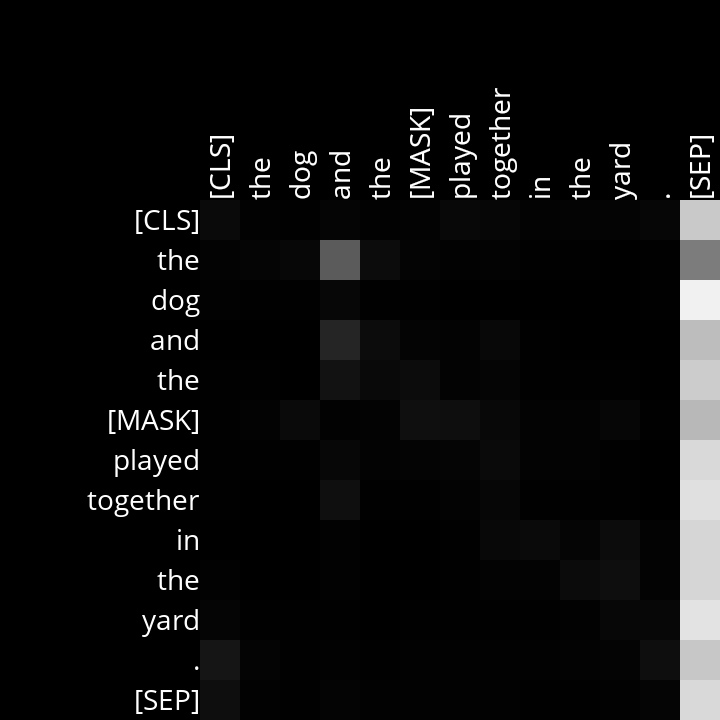 [CLS] the dog and the [MASK] played together in the yard . [SEP]
[CLS]
the
dog
and
the
[MASK]
played
together
in
the
yard
.
[SEP]